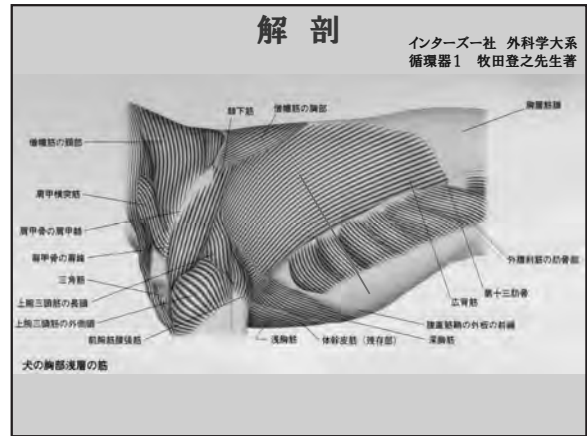 解 剖
インターズー社 外科学大系
循環器1 牧田登之先生著
棘下筋
僧帽筋の胸部
胸腰筋膜
僧帽筋の頸部
肩甲横突筋
肩甲骨の肩甲棘
肩甲骨の肩峰
三角筋
上腕三頭筋の長頭
上腕三頭筋の外側頭
前腕筋膜張筋
浅胸筋
体幹皮筋（残存部）
深胸筋
腹直筋鞘の外板の前縁
広背筋
第十三肋骨
外腹斜筋の肋骨部
犬の胸部浅層の筋